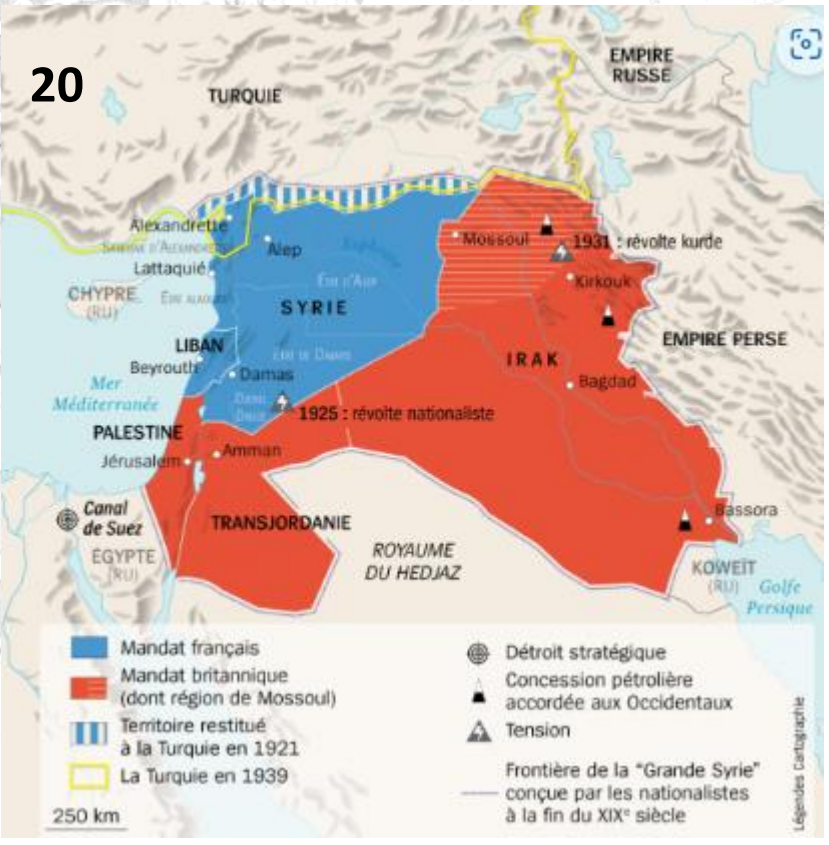 20
TURQUIE
EMPIRE
RUSSE
Alexandrette
Alep
Lattaquié
Mossoul
1931 : révolte kurde
Kirkouk
CHYPRE
(RU)
SYRIE
EMPIRE PERSE
LIBAN
Beyrouth
IRAK
Bagdad
Mer
Méditerranée
Damas
1925 : révolte nationaliste
PALESTINE
Jérusalem
Amman
Canal
de Suez
TRANSJORDANIE
Bassora
ÉGYPTE
(RU)
ROYAUME
DU HEDJAZ
KOWEÏT
(RU)
Golfe
Persique
Mandat français
Mandat britannique
(dont région de Mossoul)
Territoire restitué
à la Turquie en 1921
La Turquie en 1939
250 km
Détroit stratégique
Concession pétrolière
accordée aux Occidentaux
Tension
Frontière de la "Grande Syrie"
conçue par les nationalistes
à la fin du XIXe siècle
Légendes Cartographie